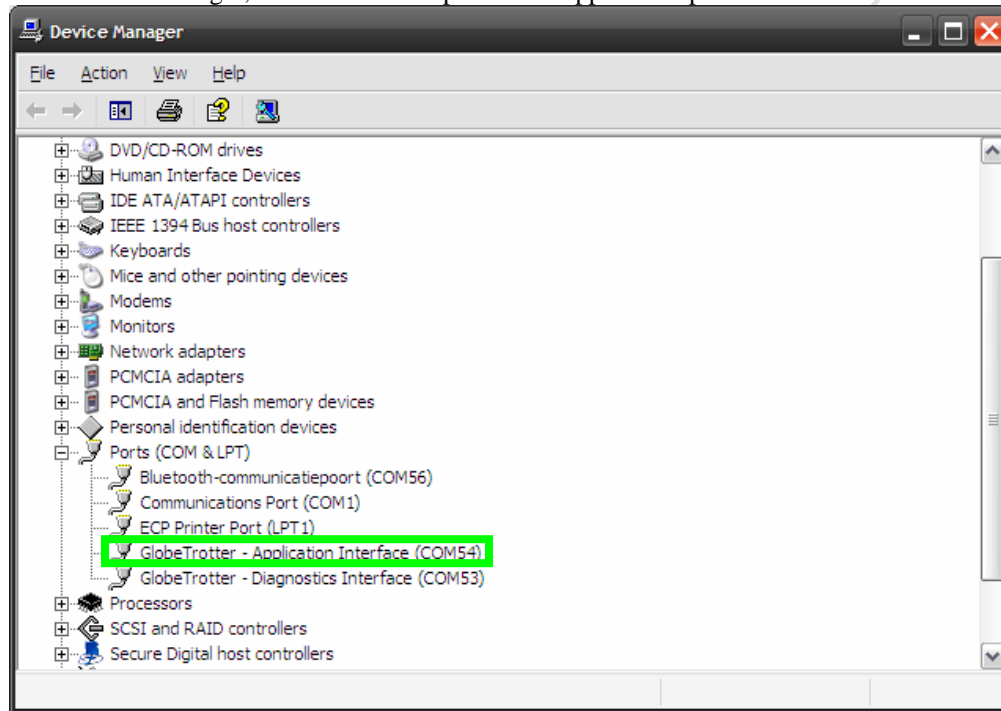 Device Manager
File Action View Help
DVD/CD-ROM drives
Human Interface Devices
IDE ATA/ATAPI controllers
IEEE 1394 Bus host controllers
Keyboards
Mice and other pointing devices
Modems
Monitors
Network adapters
PCMCIA adapters
PCMCIA and Flash memory devices
Personal identification devices
Ports (COM & LPT)
Bluetooth-communicatiepoort (COM56)
Communications Port (COM1)
ECP Printer Port (LPT1)
GlobeTrotter - Application Interface (COM54)
GlobeTrotter - Diagnostics Interface (COM53)
Processors
SCSI and RAID controllers
Secure Digital host controllers